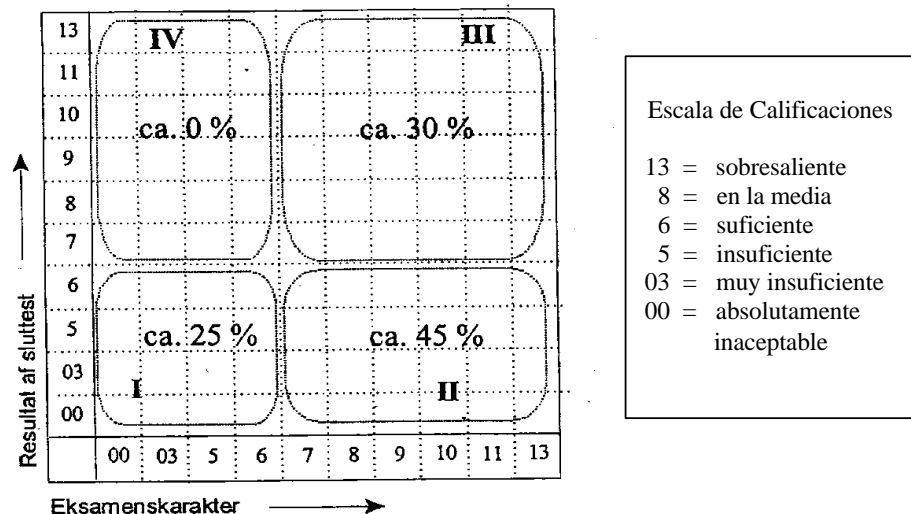 13
IV
III
11
10
ca. 0 %
ca. 30 %
9
8
7
6
5
ca. 25 %
ca. 45 %
03
I
II
00
00 03 5 6 7 8 9 10 11 13
Resultat af sluttest
Eksamenskarakter
Escala de Calificaciones
13 = sobresaliente
8 = en la media
6 = suficiente
5 = insuficiente
03 = muy insuficiente
00 = absolutamente
inaceptable